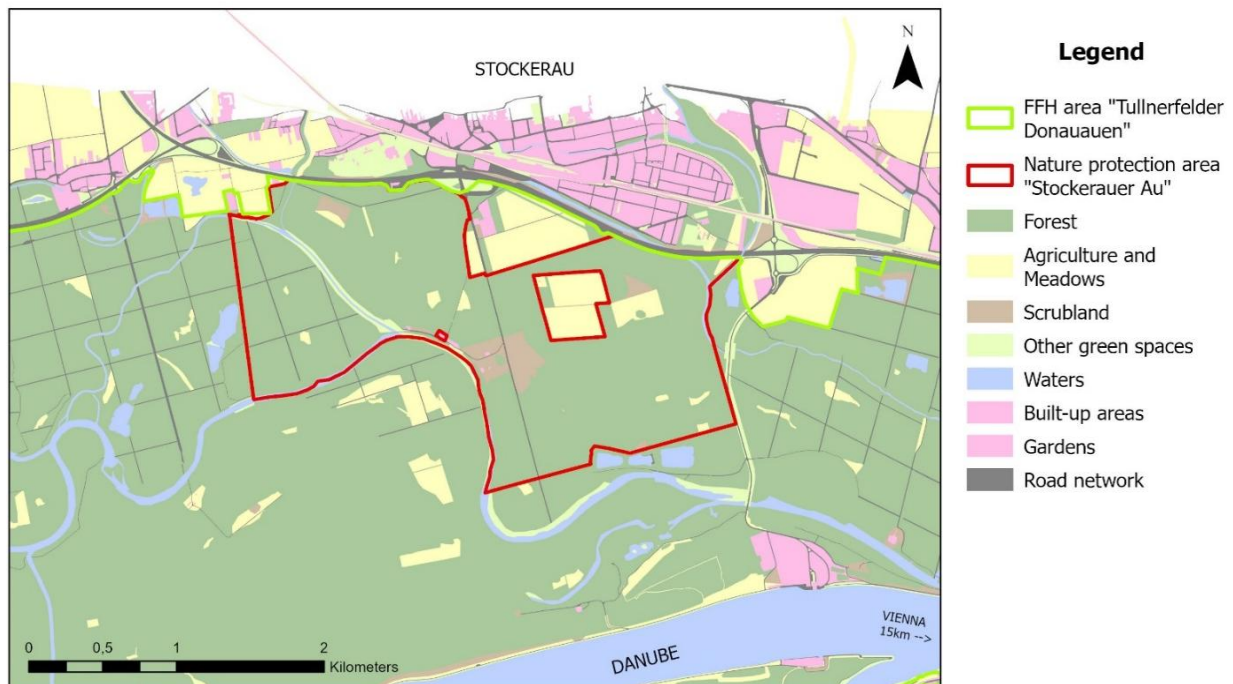 STOCKERAU
N
DANUBE
VIENNA
15km -->
0 0,5 1 2
Kilometers
Legend
FFH area "Tullnerfelder
Donauauen"
Nature protection area
"Stockerauer Au"
Forest
Agriculture and
Meadows
Scrubland
Other green spaces
Waters
Built-up areas
Gardens
Road network